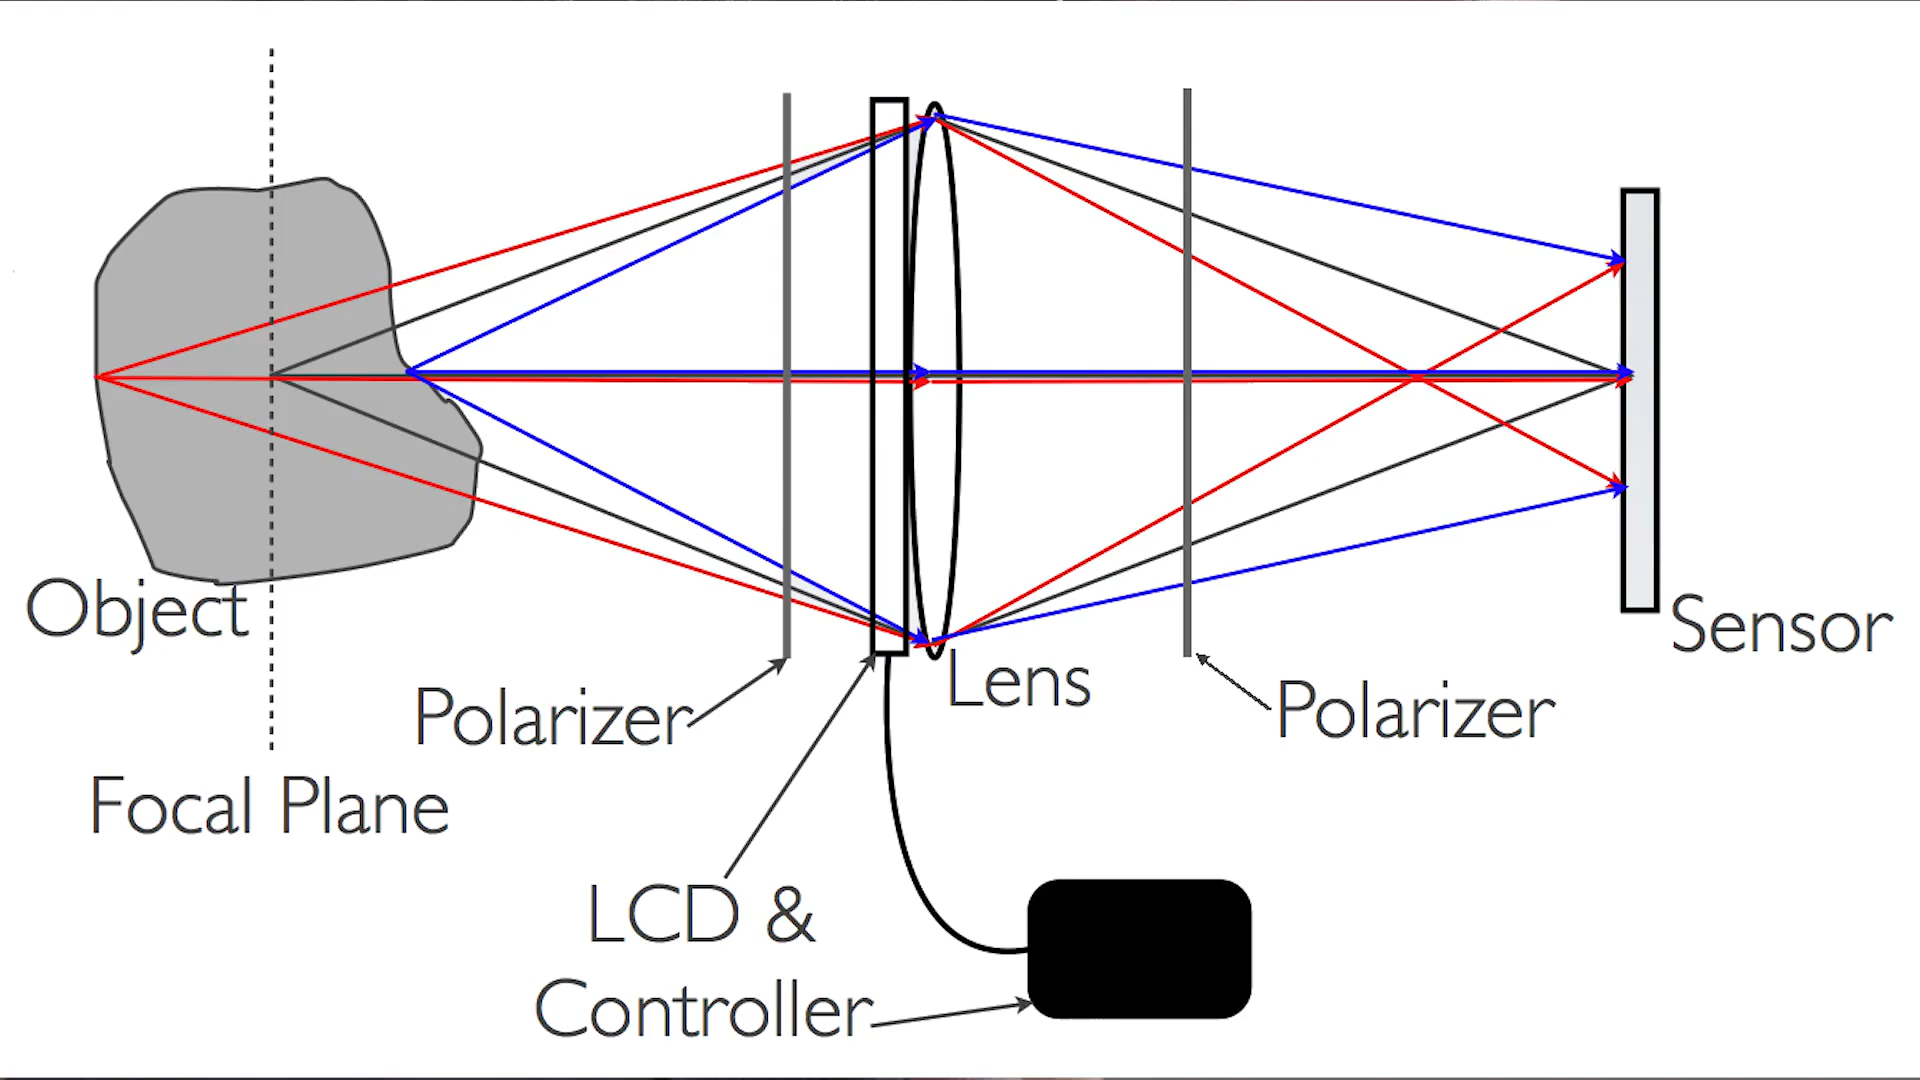 Object
Sensor
Lens
Polarizer
Polarizer
Focal Plane
LCD &
Controller